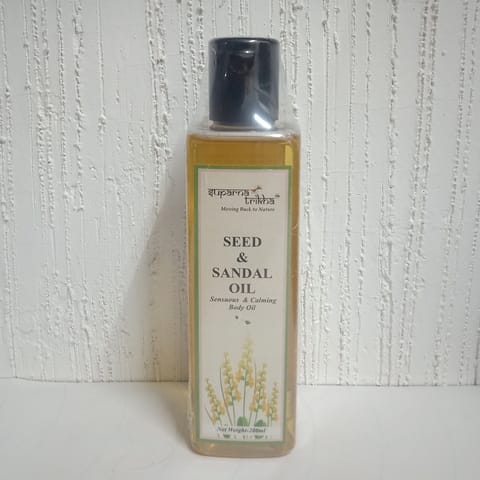 suparna
trikha
Moving Back to Nature
SEED
&
SANDAL
OIL
Sensuous & Calming
Body Oil
Net Weight-200ml